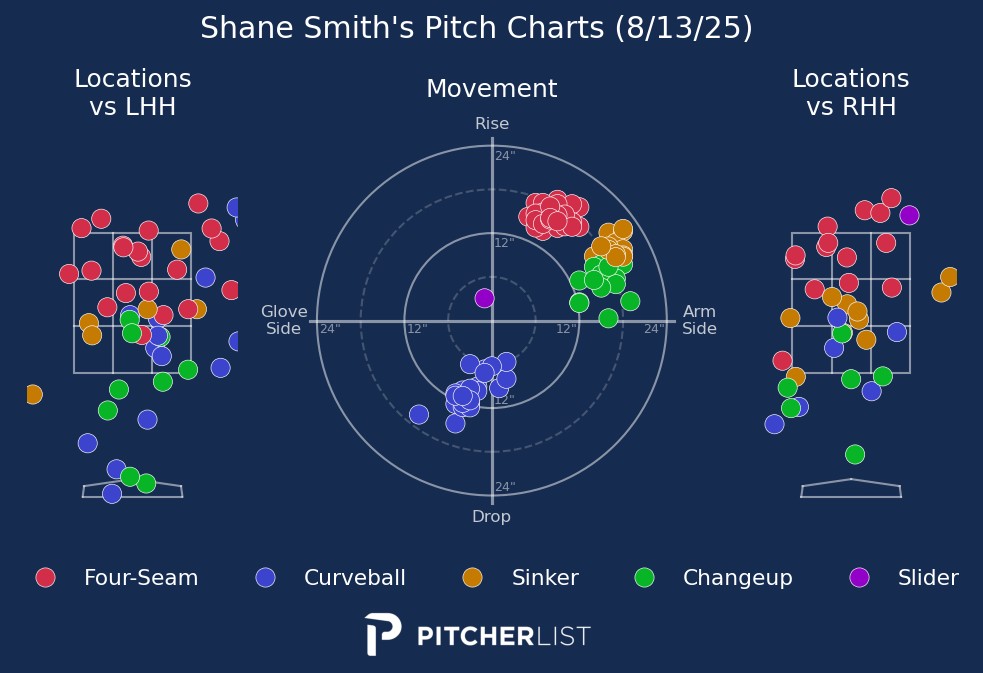 Shane Smith's Pitch Charts (8/13/25)
Locations
vs LHH
Movement
Locations
vs RHH
Rise
24"
12"
Glove
Side
24"
12"
12"
24"
Arm
Side
12"
24"
Drop
Four-Seam
Curveball
Sinker
Changeup
Slider
PITCHERLIST